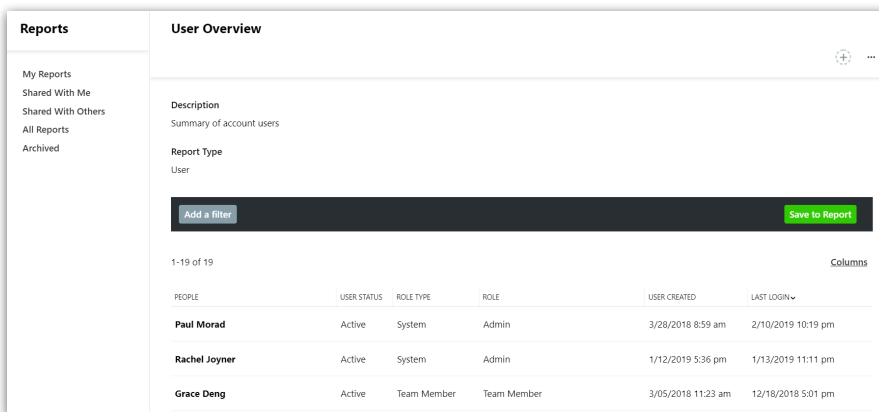 Reports
User Overview
My Reports
Shared With Me
Shared With Others
All Reports
Archived
Description
Summary of account users
Report Type
User
Add a filter
Save to Report
1-19 of 19
Columns
PEOPLE USER STATUS ROLE TYPE ROLE USER CREATED LAST LOGIN
Paul Morad Active System Admin 3/28/2018 8:59 am 2/10/2019 10:19 pm
Rachel Joyner Active System Admin 1/12/2019 5:36 pm 1/13/2019 11:11 pm
Grace Deng Active Team Member Team Member 3/05/2018 11:23 am 12/18/2018 5:01 pm